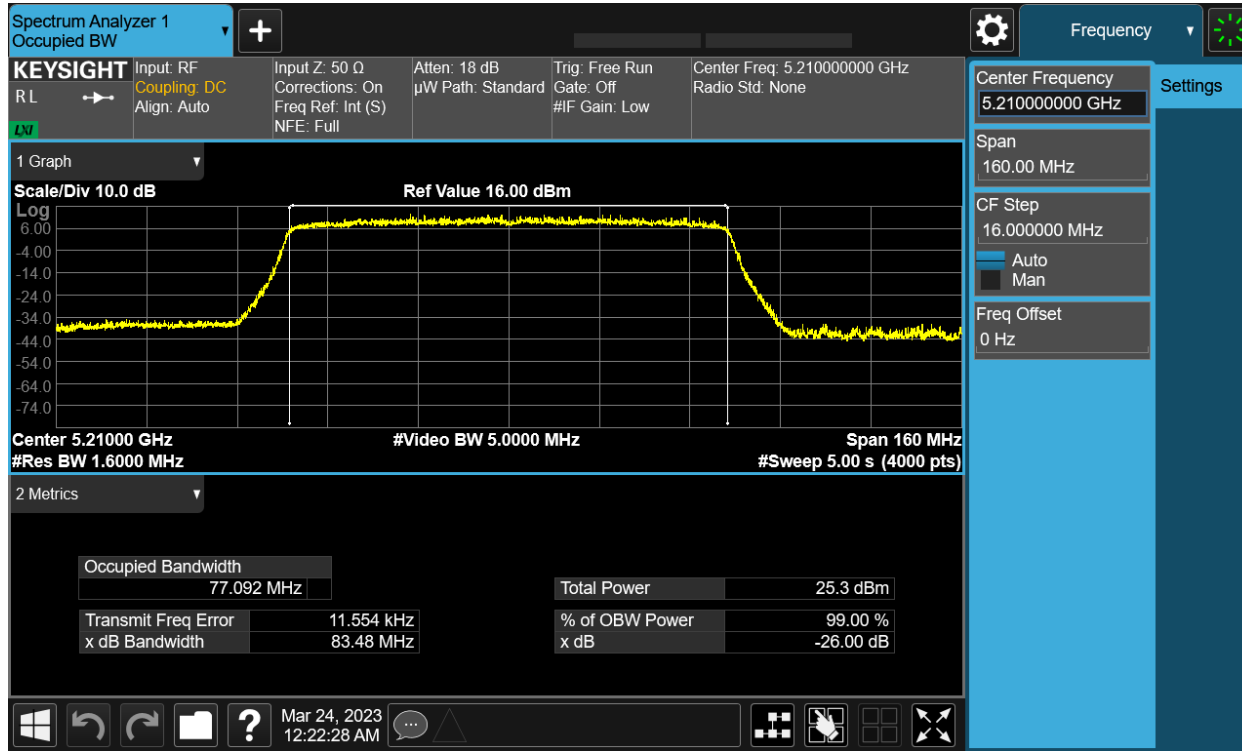 Spectrum Analyzer 1
Occupied BW
+
Frequency
KEYSIGHT
R L
LXI
Input: RF
Coupling: DC
Align: Auto
Input Z: 50 Ω
Corrections: On
Freq Ref: Int (S)
NFE: Full
Atten: 18 dB
µW Path: Standard
Trig: Free Run
Gate: Off
#IF Gain: Low
Center Freq: 5.210000000 GHz
Radio Std: None
Center Frequency
5.210000000 GHz
Settings
Span
160.00 MHz
CF Step
16.000000 MHz
Auto
Man
Freq Offset
0 Hz
1 Graph
Scale/Div 10.0 dB
Ref Value 16.00 dBm
Log
6.00
-4.00
-14.0
-24.0
-34.0
-44.0
-54.0
-64.0
-74.0
Center 5.21000 GHz
#Video BW 5.0000 MHz
Span 160 MHz
#Res BW 1.6000 MHz
#Sweep 5.00 s (4000 pts)
2 Metrics
Occupied Bandwidth
77.092 MHz
Total Power 25.3 dBm
Transmit Freq Error 11.554 kHz
% of OBW Power 99.00 %
x dB Bandwidth 83.48 MHz
x dB -26.00 dB
?
Mar 24, 2023
12:22:28 AM